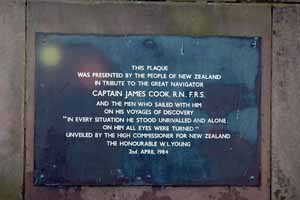 THIS PLAQUE
WAS PRESENTED BY THE PEOPLE OF NEW ZEALAND
IN TRIBUTE TO THE GREAT NAVIGATOR
CAPTAIN JAMES COOK, R.N. F.R.S.
AND THE MEN WHO SAILED WITH HIM
ON HIS VOYAGES OF DISCOVERY
"IN EVERY SITUATION HE STOOD UNRIVALLED AND ALONE
ON HIM ALL EYES WERE TURNED"
UNVEILED BY THE HIGH COMMISSIONER FOR NEW ZEALAND
THE HONOURABLE W.L.YOUNG
2nd. APRIL, 1984